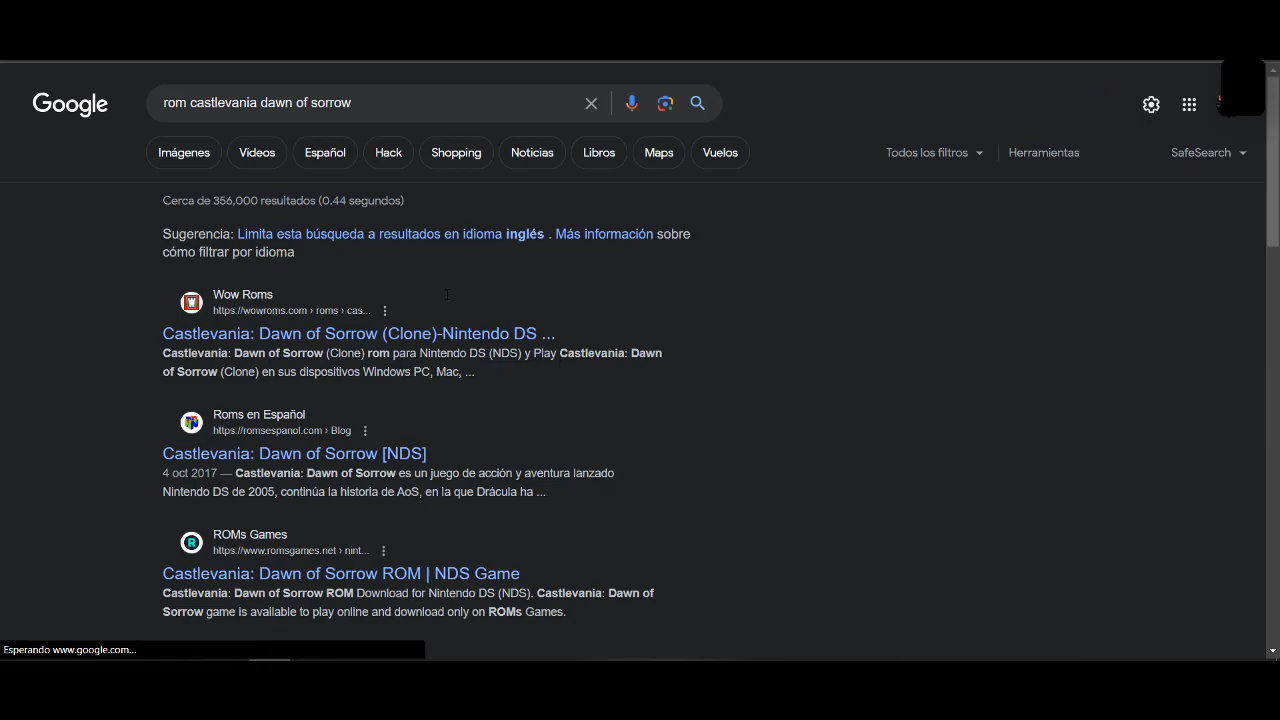 Google
rom castlevania dawn of sorrow
Imágenes Videos Español Hack Shopping Noticias Libros Maps Vuelos Todos los filtros Herramientas SafeSearch
Cerca de 356,000 resultados (0.44 segundos)
Sugerencia: Limita esta búsqueda a resultados en idioma inglés . Más información sobre
cómo filtrar por idioma
Wow Roms
https://wowroms.com › roms › cas...
Castlevania: Dawn of Sorrow (Clone)-Nintendo DS ...
Castlevania: Dawn of Sorrow (Clone) rom para Nintendo DS (NDS) y Play Castlevania: Dawn
of Sorrow (Clone) en sus dispositivos Windows PC, Mac, ...
Roms en Español
https://romsespanol.com › Blog
Castlevania: Dawn of Sorrow [NDS]
4 oct 2017 — Castlevania: Dawn of Sorrow es un juego de acción y aventura lanzado
Nintendo DS de 2005, continúa la historia de AoS, en la que Drácula ha ...
R
ROMs Games
https://www.romsgames.net › nint...
Castlevania: Dawn of Sorrow ROM | NDS Game
Castlevania: Dawn of Sorrow ROM Download for Nintendo DS (NDS). Castlevania: Dawn of
Sorrow game is available to play online and download only on ROMs Games.
Esperando www.google.com...